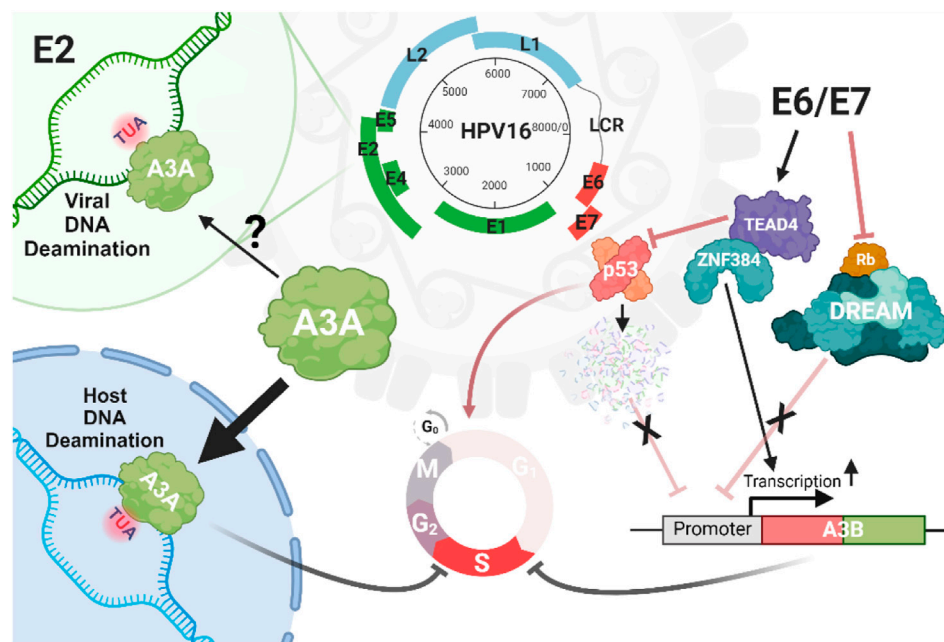 E2
TUA
A3A
Viral
DNA
Deamination
?
A3A
Host
DNA
Deamination
A3A
TUA
L2
L1
6000
5000
7000
E5
E2
4000
HPV16
8000/0
LCR
E4
3000
1000
2000
E6
E1
E7
E6/E7
TEAD4
ZNF384
p53
Rb
DREAM
X
X
G₀
M
G₁
G₂
S
Transcription
Promoter
A3B